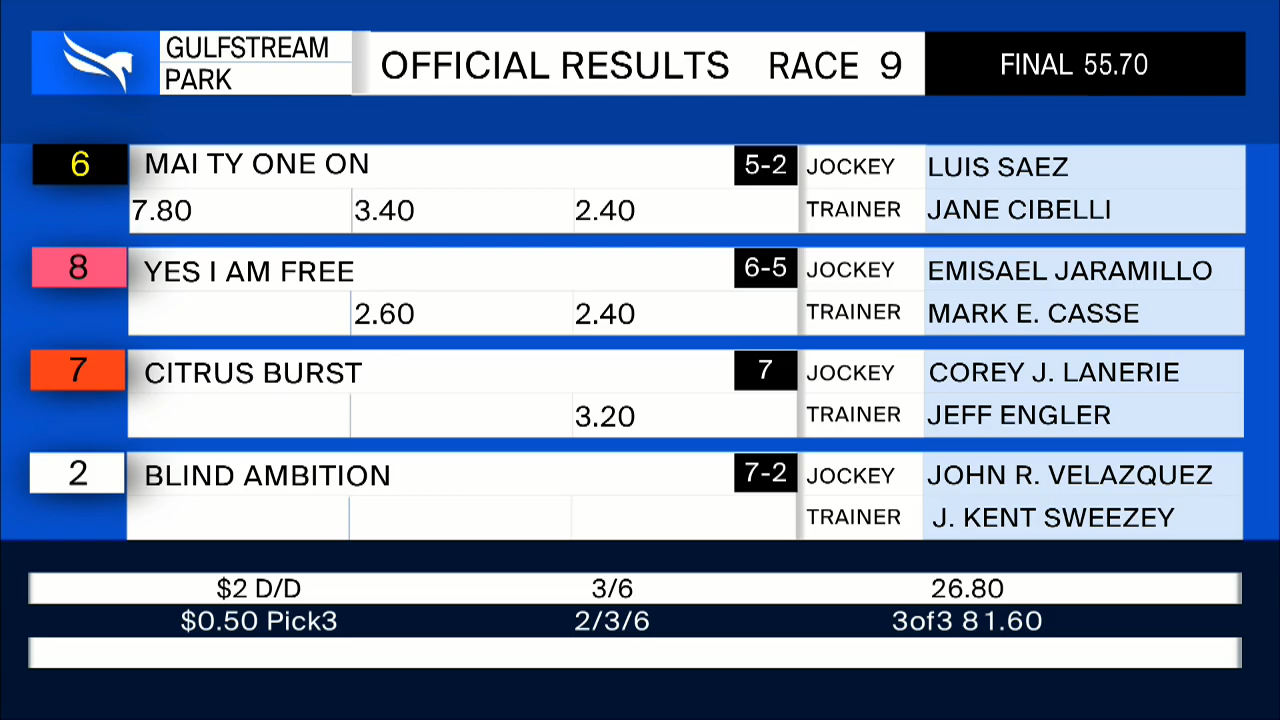 GULFSTREAM
PARK
OFFICIAL RESULTS RACE 9
FINAL 55.70
6 MAI TY ONE ON 5-2 JOCKEY LUIS SAEZ
7.80 3.40 2.40 TRAINER JANE CIBELLI
8 YES I AM FREE 6-5 JOCKEY EMISAEL JARAMILLO
2.60 2.40 TRAINER MARK E. CASSE
7 CITRUS BURST 7 JOCKEY COREY J. LANERIE
3.20 TRAINER JEFF ENGLER
2 BLIND AMBITION 7-2 JOCKEY JOHN R. VELAZQUEZ
TRAINER J. KENT SWEEZEY
$2 D/D 3/6 26.80
$0.50 Pick3 2/3/6 3of3 81.60